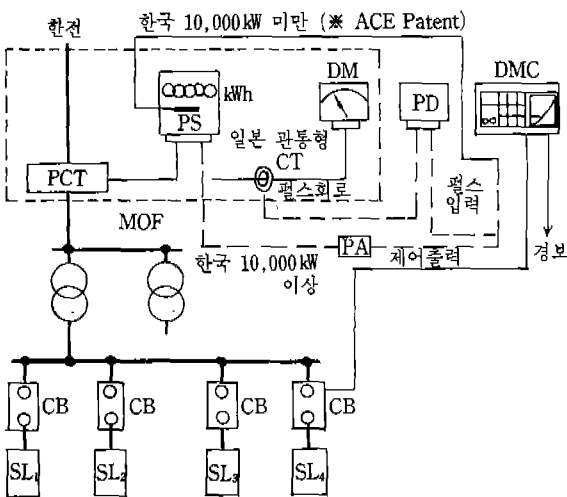 한전
한국 10,000kW 미만 (※ ACE Patent)
kWh
PS
DM
PD
DMC
일본 관통형
CT
펄스회로
PCT
MOF
펄스
입력
PA
한국 10,000kW
이상
제어출력
경보
CB
CB
CB
CB
SL₁
SL₂
SL₃
SL₄